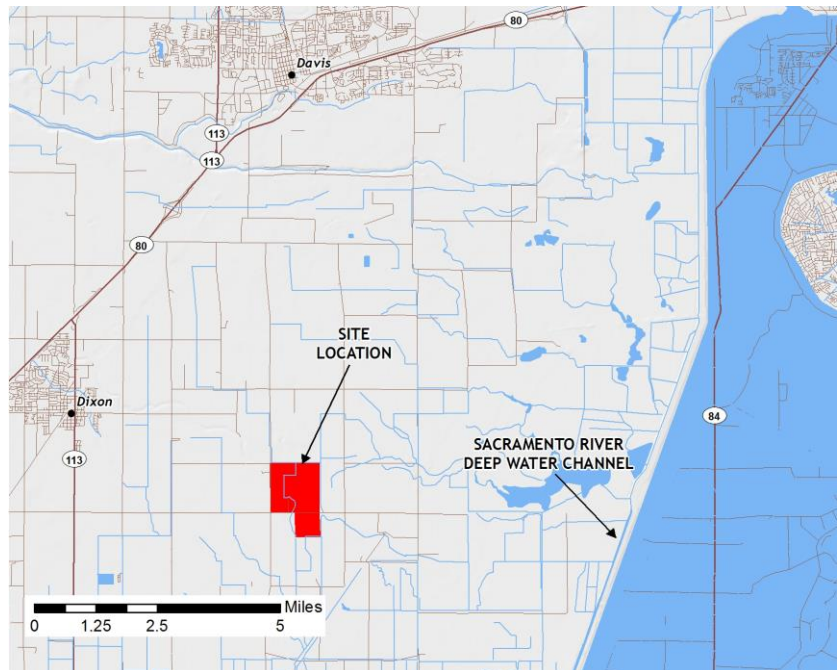 80
Davis
113
113
80
SITE
LOCATION
Dixon
84
SACRAMENTO RIVER
DEEP WATER CHANNEL
113
Miles
0 1.25 2.5 5